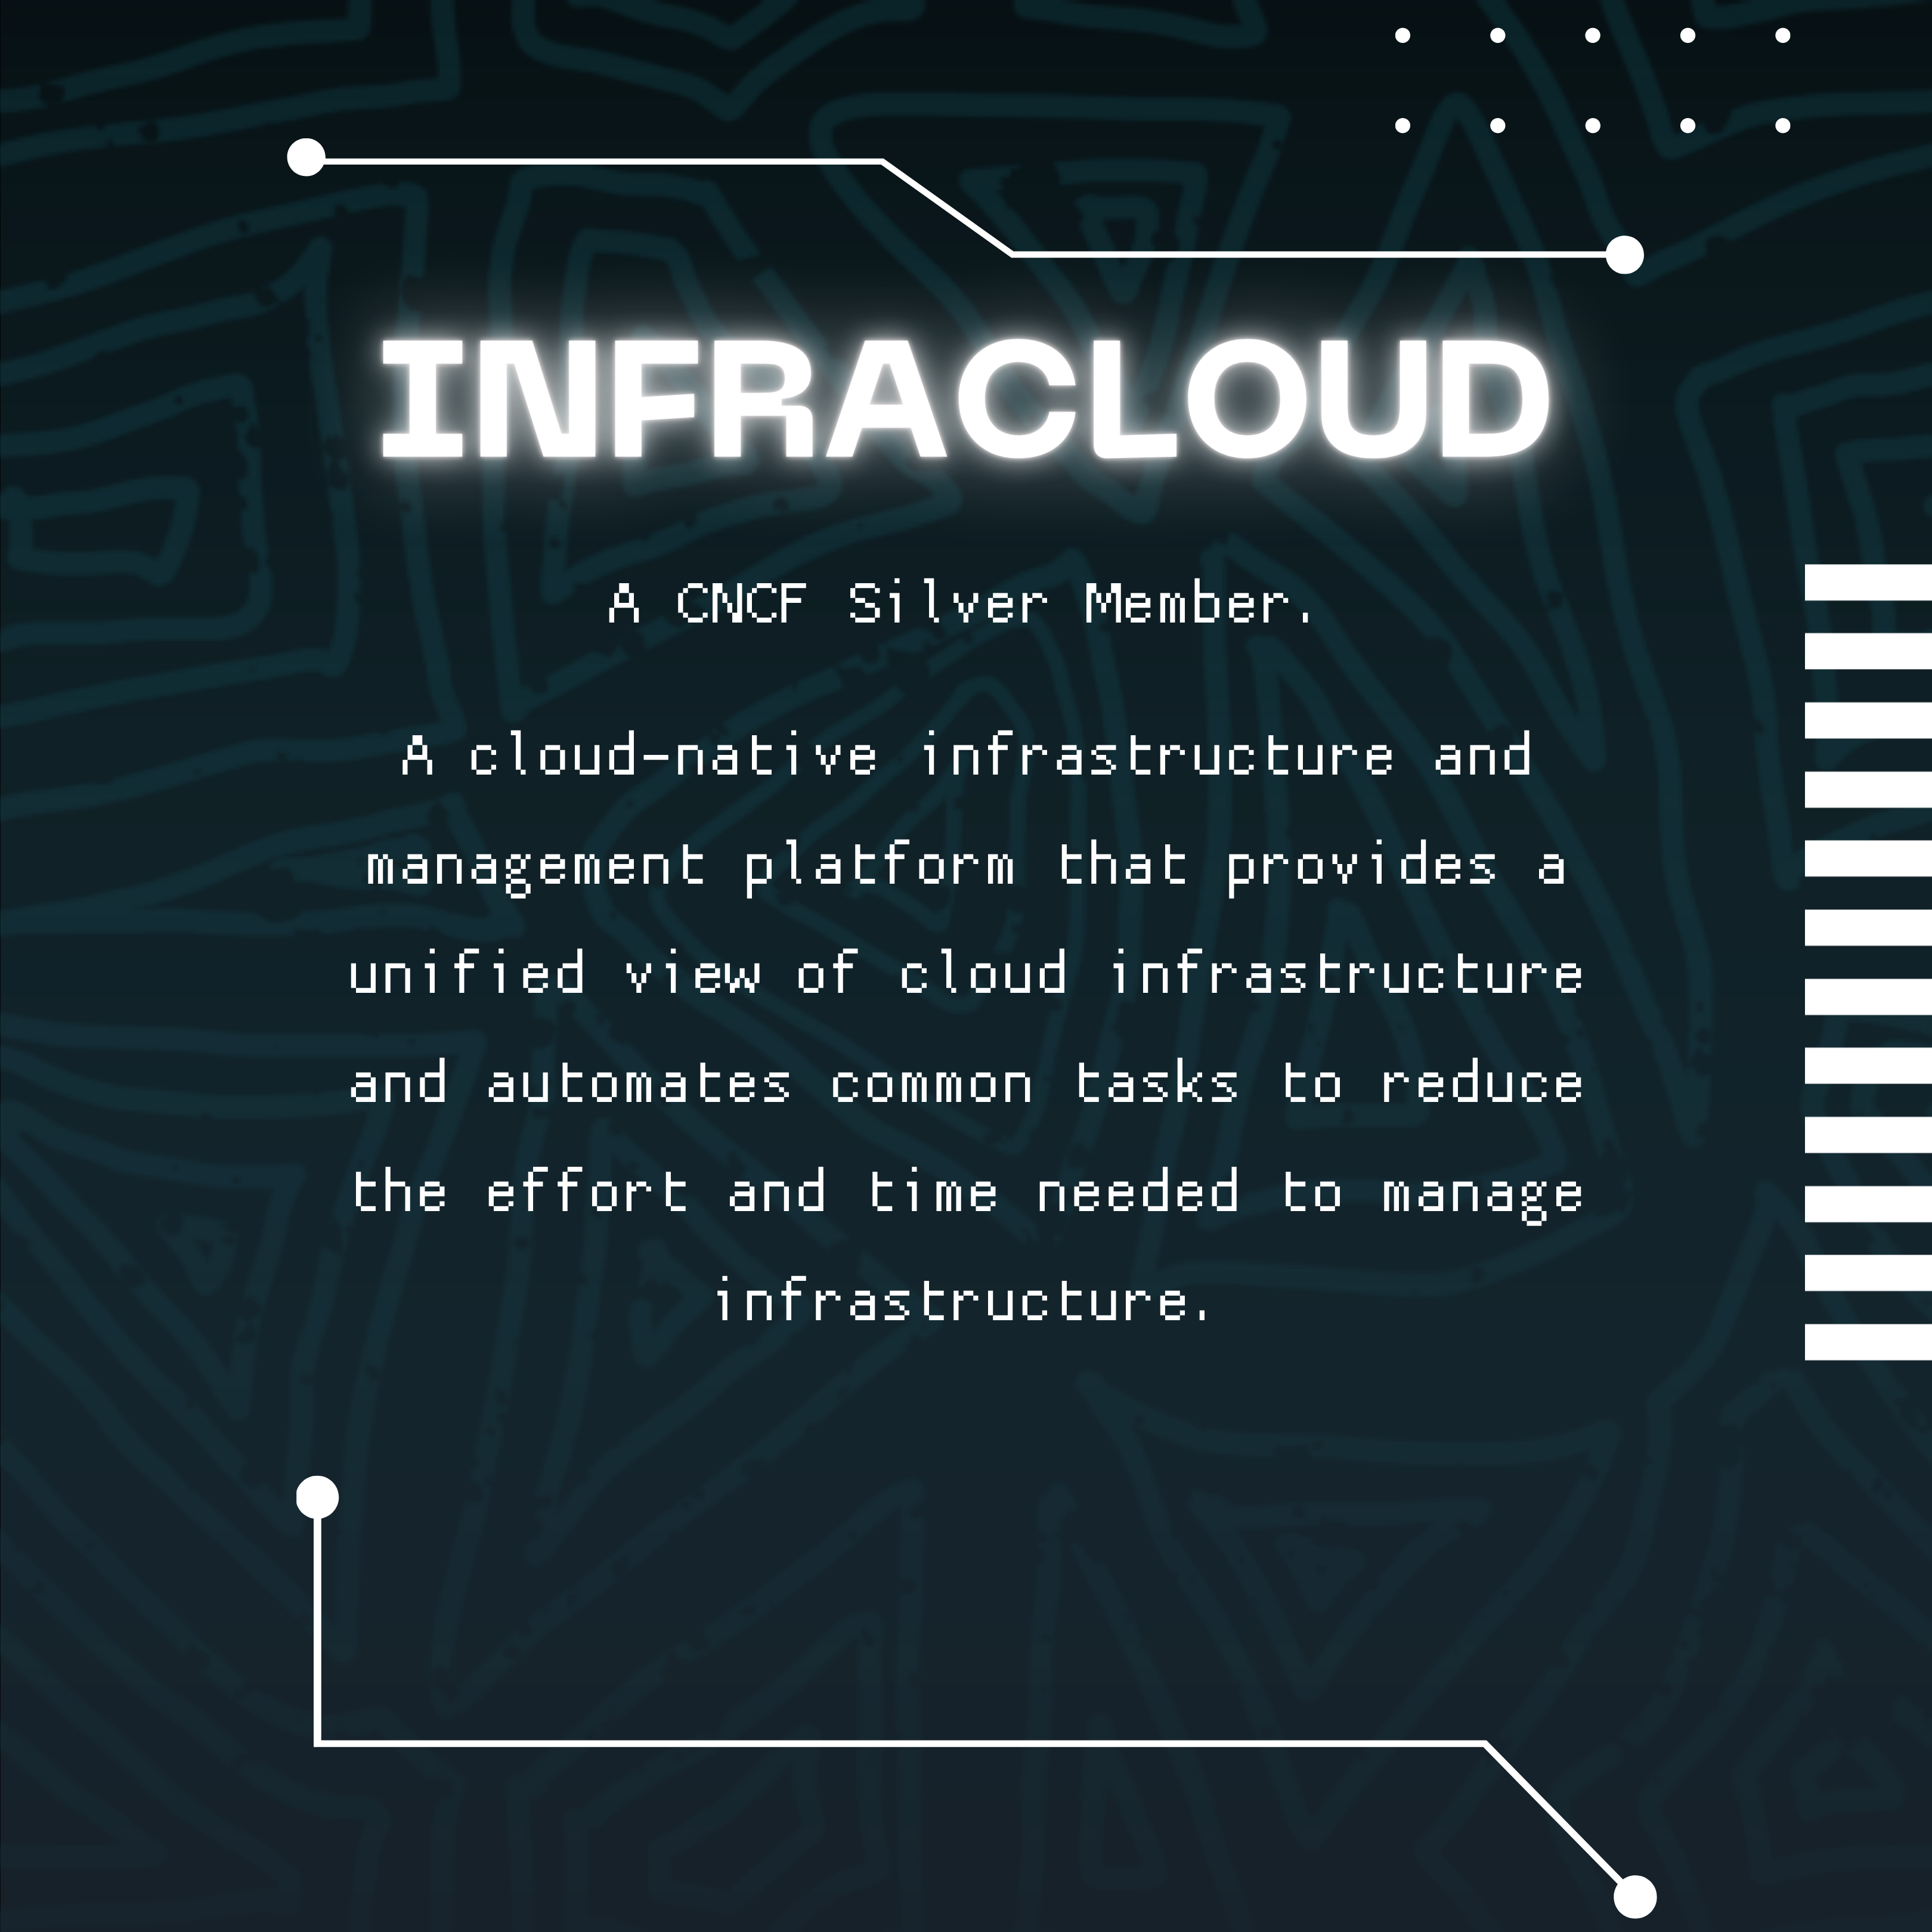 INFRACLOUD
A CNCF Silver Member.
A cloud-native infrastructure and
management platform that provides a
unified view of cloud infrastructure
and automates common tasks to reduce
the effort and time needed to manage
infrastructure.